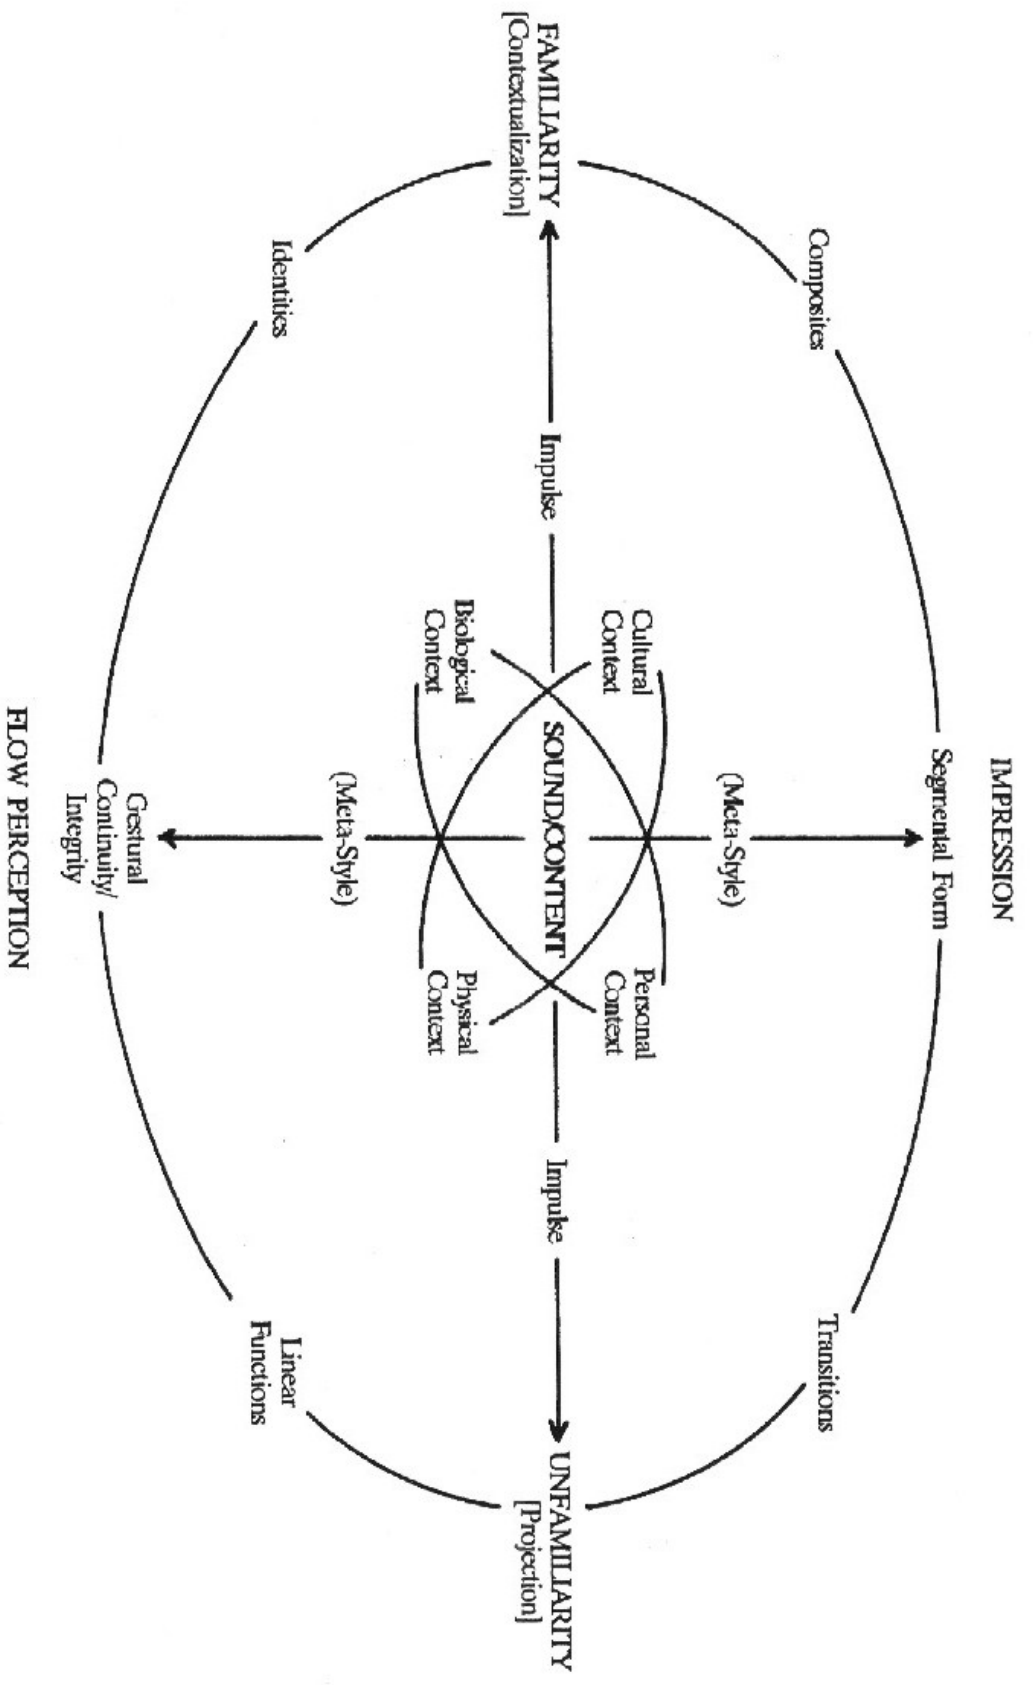 IMPRESSION
Segmental Form
Composites
Transitions
(Meta-Style)
Cultural
Context
Personal
Context
FAMILIARITY
[Contextualization]
Impulse
SOUND/CONTENT
Impulse
UNFAMILIARITY
[Projection]
Biological
Context
Physical
Context
(Meta-Style)
Identities
Linear
Functions
Gestural
Continuity/
Integrity
FLOW PERCEPTION